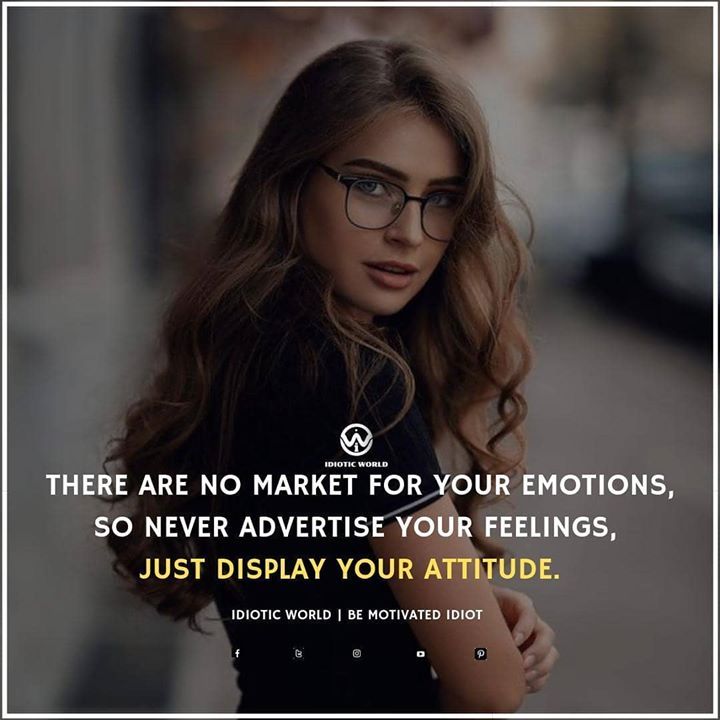 IDIOTIC WORLD
THERE ARE NO MARKET FOR YOUR EMOTIONS,
SO NEVER ADVERTISE YOUR FEELINGS,
JUST DISPLAY YOUR ATTITUDE.
IDIOTIC WORLD | BE MOTIVATED IDIOT